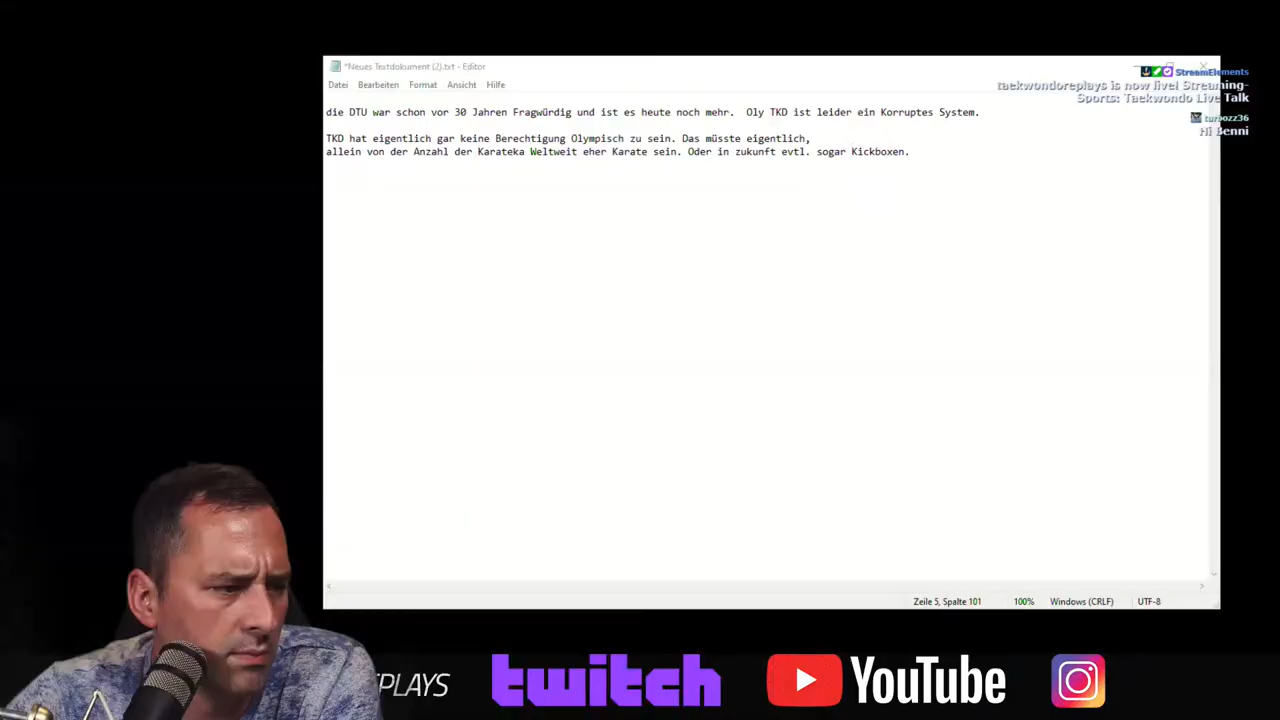 *Neues Textdokument (2).txt - Editor
Datei Bearbeiten Format Ansicht Hilfe
die DTU war schon vor 30 Jahren Fragwürdig und ist es heute noch mehr.  Oly TKD ist leider ein Korruptes System.
TKD hat eigentlich gar keine Berechtigung Olympisch zu sein. Das müsste eigentlich,
allein von der Anzahl der Karateka Weltweit eher Karate sein. Oder in zukunft evtl. sogar Kickboxen.
StreamElements
taekwondoreplays is now live! Streaming-
Sports: Taekwondo Live Talk
turbozz36
Hi Benni
Zeile 5, Spalte 101 100% Windows (CRLF) UTF-8
PLAYS twitch YouTube